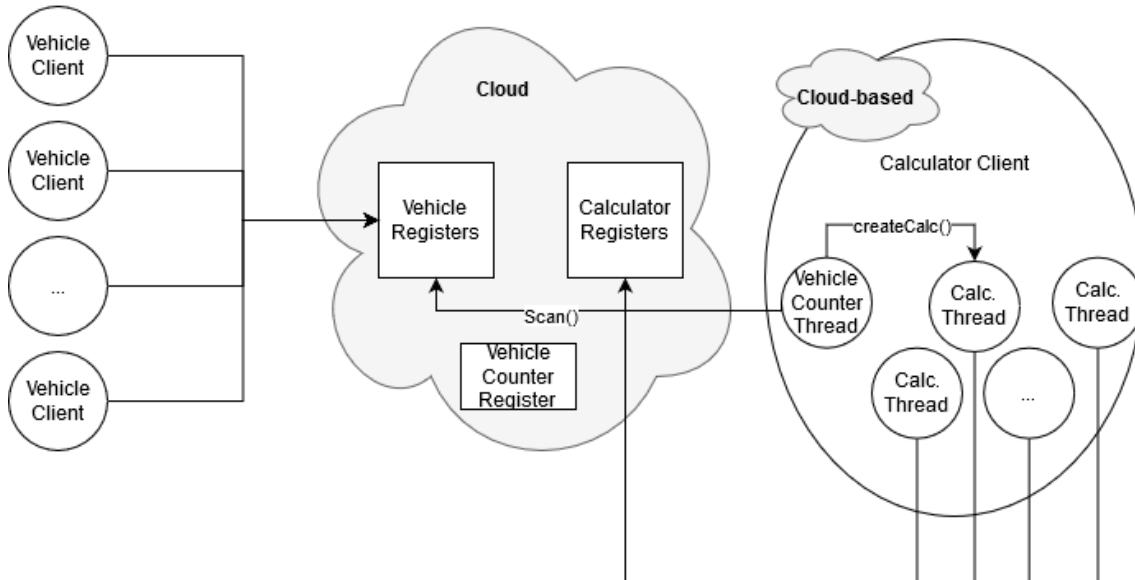 Vehicle
Client
Vehicle
Client
...
Vehicle
Client
Cloud
Vehicle
Registers
Calculator
Registers
Scan()
Vehicle
Counter
Register
Cloud-based
Calculator Client
createCalc()
Vehicle
Counter
Thread
Calc.
Thread
Calc.
Thread
Calc.
Thread
...